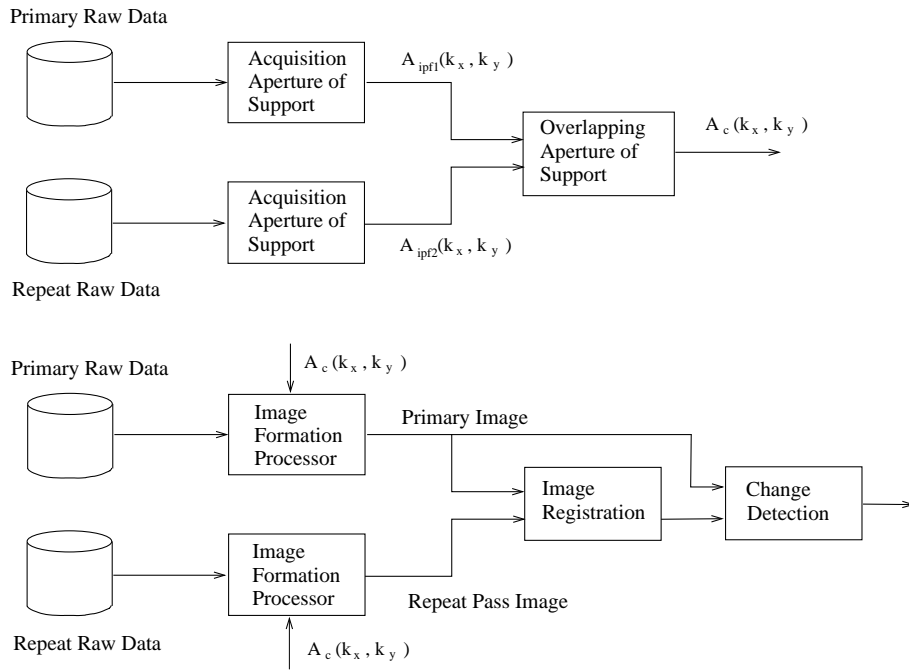 Primary Raw Data
Acquisition
Aperture of
Support
A ipf1 (k x , k y )
Overlapping
Aperture of
Support
A c ( k x , k y )
Acquisition
Aperture of
Support
A ipf2 (k x , k y )
Repeat Raw Data
Primary Raw Data
A c ( k x , k y )
Image
Formation
Processor
Primary Image
Image
Registration
Change
Detection
Image
Formation
Processor
Repeat Pass Image
Repeat Raw Data
A c ( k x , k y )